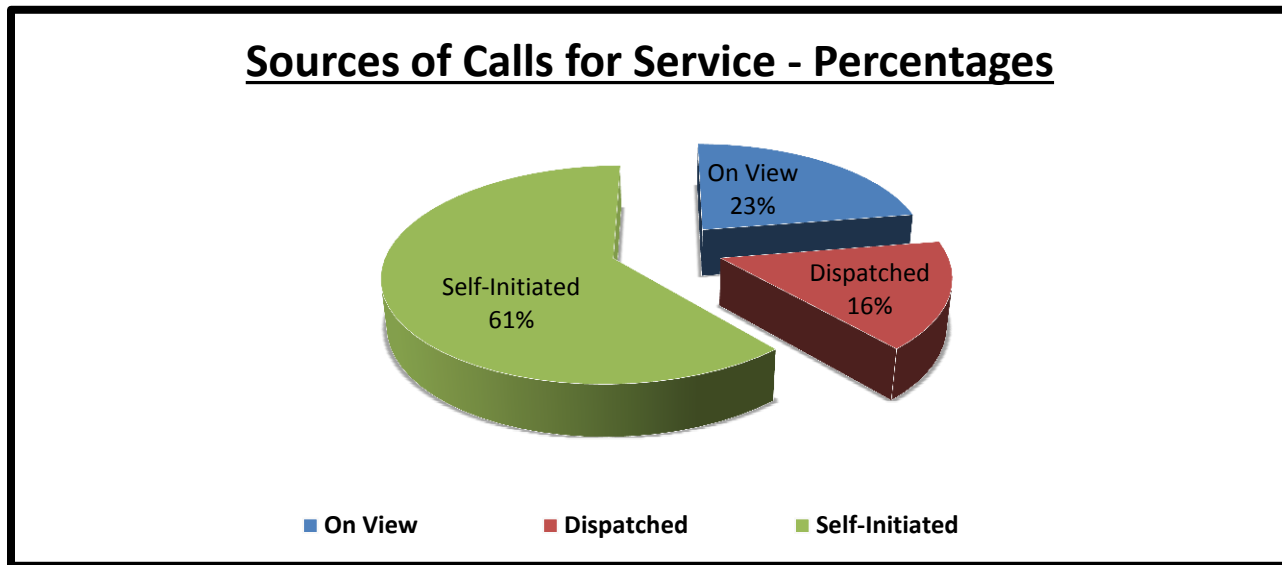 Sources of Calls for Service - Percentages
On View
23%
Dispatched
16%
Self-Initiated
61%
On View
Dispatched
Self-Initiated